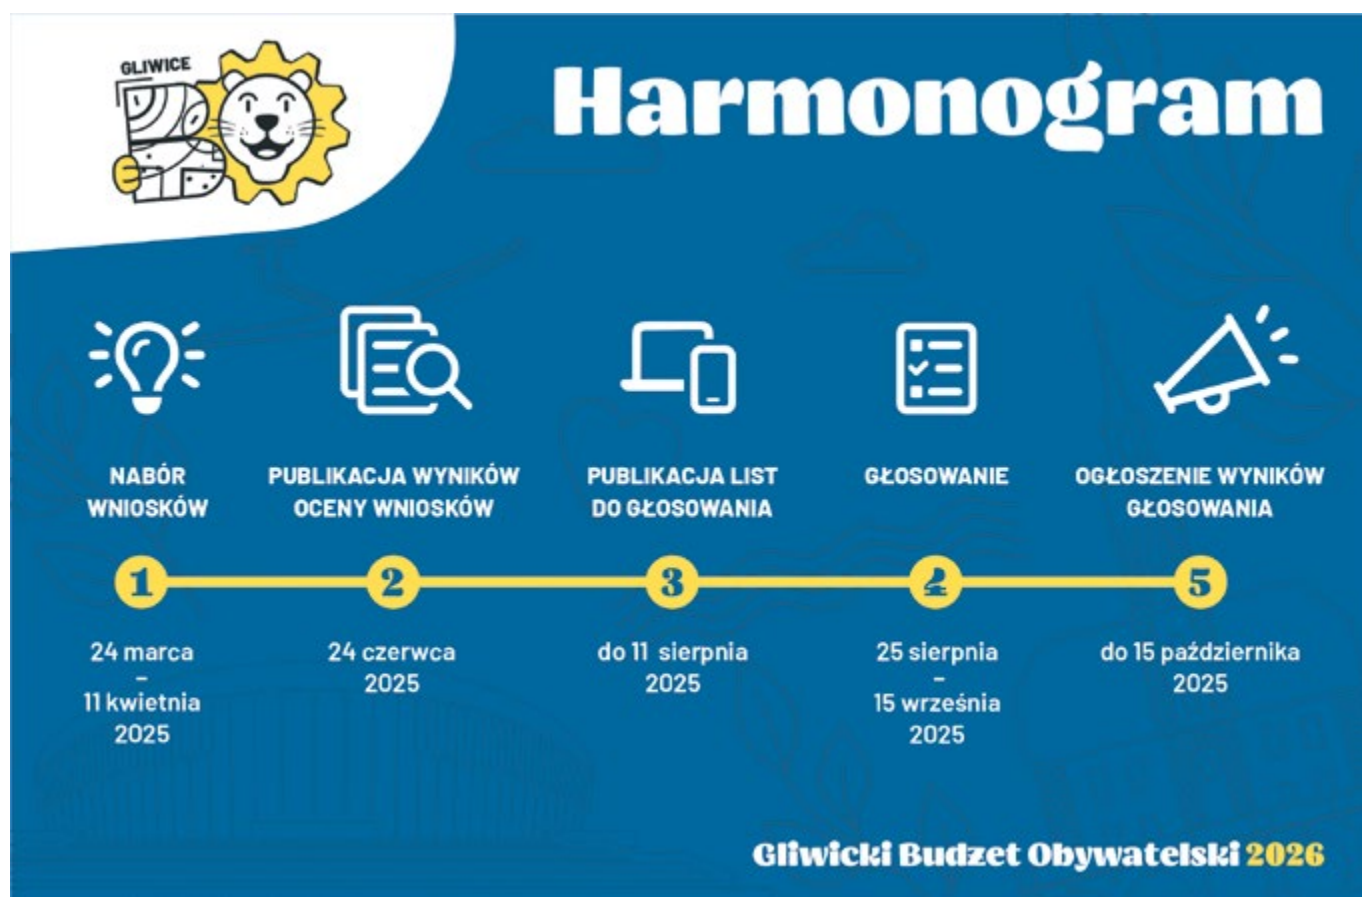 GLIWICE
Harmonogram
NABÓR
WNIOSKÓW
PUBLIKACJA WYNIKÓW
OCENY WNIOSKÓW
PUBLIKACJA LIST
DO GŁOSOWANIA
GŁOSOWANIE
OGŁOSZENIE WYNIKÓW
GŁOSOWANIA
1
2
3
4
5
24 marca
–
11 kwietnia
2025
24 czerwca
2025
do 11 sierpnia
2025
25 sierpnia
–
15 września
2025
do 15 października
2025
Gliwicki Budzet Obywatelski 2026